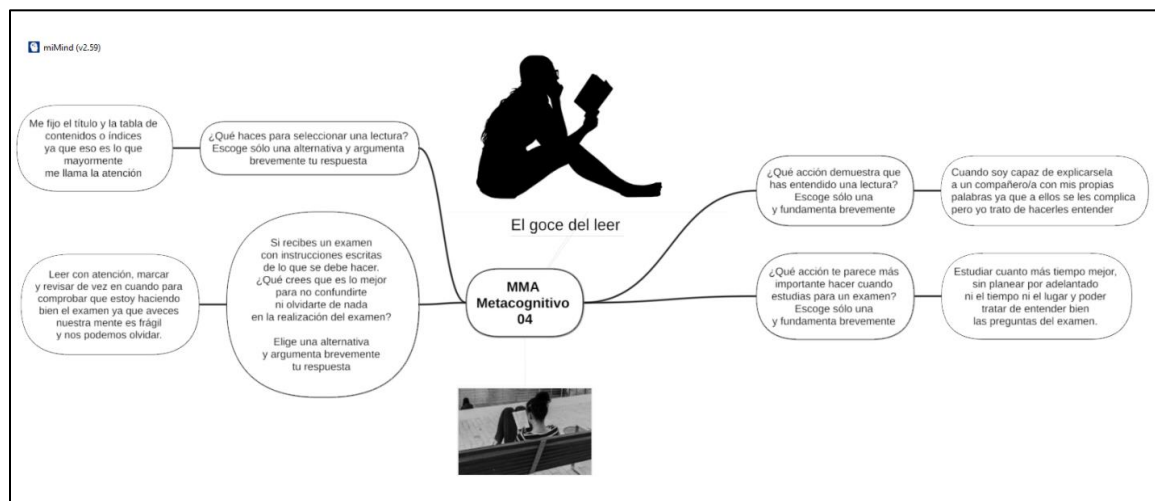 miMind (v2.59)
Me fijo el título y la tabla de
contenidos o índices
ya que eso es lo que
mayormente
me llama la atención
¿Qué haces para seleccionar una lectura?
Escoge sólo una alternativa y argumenta
brevemente tu respuesta
Leer con atención, marcar
y revisar de vez en cuando para
comprobar que estoy haciendo
bien el examen ya que aveces
nuestra mente es frágil
y nos podemos olvidar.
Si recibes un examen
con instrucciones escritas
de lo que se debe hacer.
¿Qué crees que es lo mejor
para no confundirte
ni olvidarte de nada
en la realización del examen?
Elige una alternativa
y argumenta brevemente
tu respuesta
El goce del leer
MMA
Metacognitivo
04
¿Qué acción demuestra que
has entendido una lectura?
Escoge sólo una
y fundamenta brevemente
Cuando soy capaz de explicarsela
a un compañero/a con mis propias
palabras ya que a ellos se les complica
pero yo trato de hacerles entender
¿Qué acción te parece más
importante hacer cuando
estudias para un examen?
Escoge sólo una
y fundamenta brevemente
Estudiar cuanto más tiempo mejor,
sin planear por adelantado
ni el tiempo ni el lugar y poder
tratar de entender bien
las preguntas del examen.